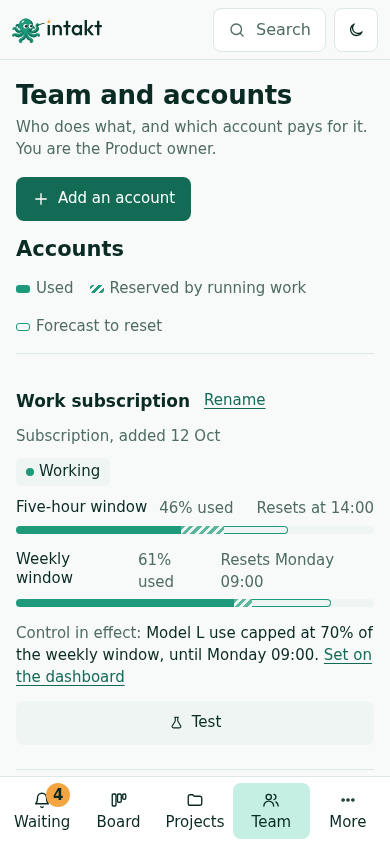 intakt
Search
Team and accounts
Who does what, and which account pays for it.
You are the Product owner.
Add an account
Accounts
Used
Reserved by running work
Forecast to reset
Work subscription
Rename
Subscription, added 12 Oct
Working
Five-hour window
46% used
Resets at 14:00
Weekly
window
61%
used
Resets Monday
09:00
Control in effect: Model L use capped at 70% of
the weekly window, until Monday 09:00. Set on
the dashboard
Test
4
Waiting
Board
Projects
Team
More